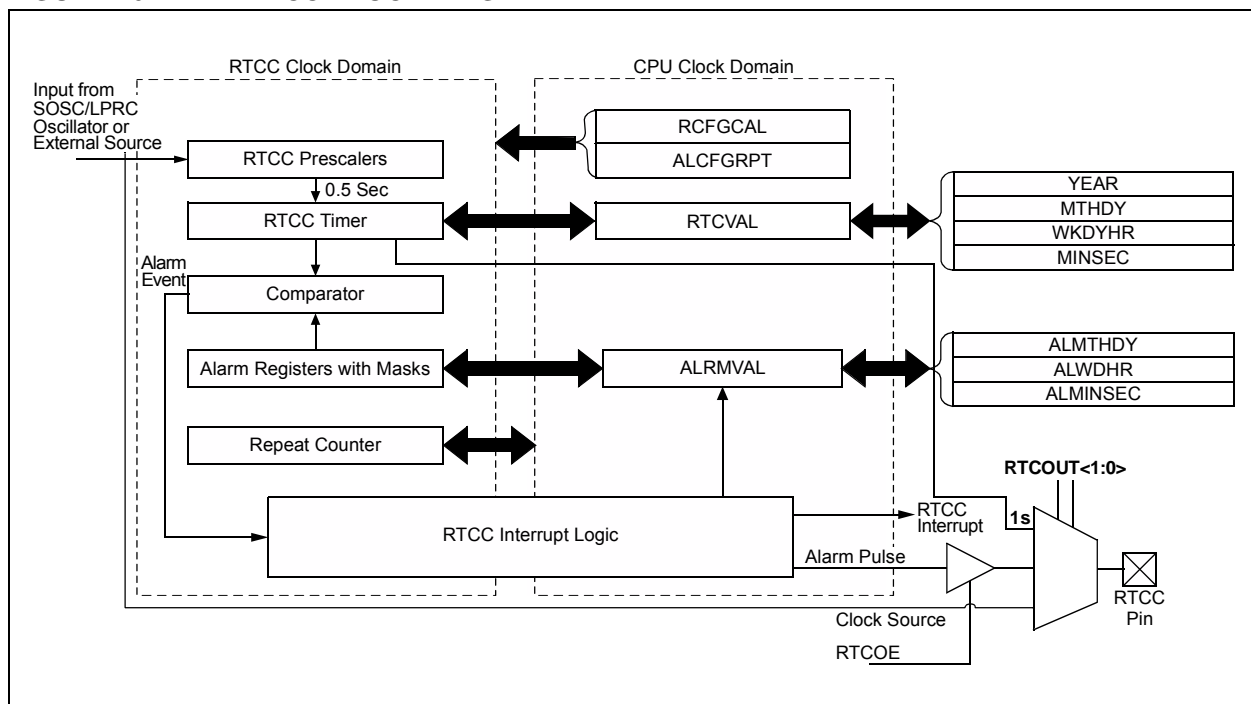 RTCC Clock Domain
CPU Clock Domain
Input from
SOSC/LPRC
Oscillator or
External Source
RTCC Prescalers
0.5 Sec
RTCC Timer
Alarm
Event
Comparator
Alarm Registers with Masks
Repeat Counter
RCFGCAL
ALCFGRPT
RTCVAL
YEAR
MTHDY
WKDYHR
MINSEC
ALRMVAL
ALMTHDY
ALWDHR
ALMINSEC
RTCC Interrupt Logic
RTCC
Interrupt
RTCOUT<1:0>
1s
Alarm Pulse
Clock Source
RTCOE
RTCC
Pin